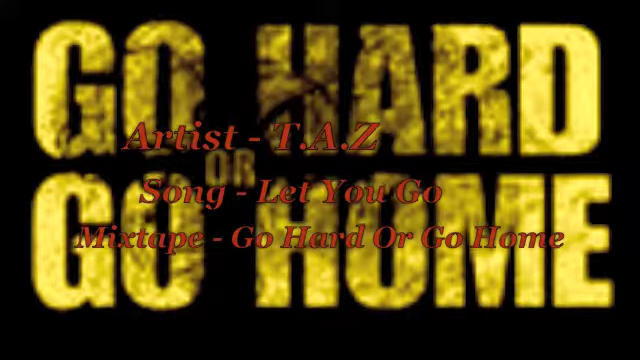 GO HARD
Artist - T.A.Z
OR
Song - Let You Go
GO HOME
Mixtape - Go Hard Or Go Home